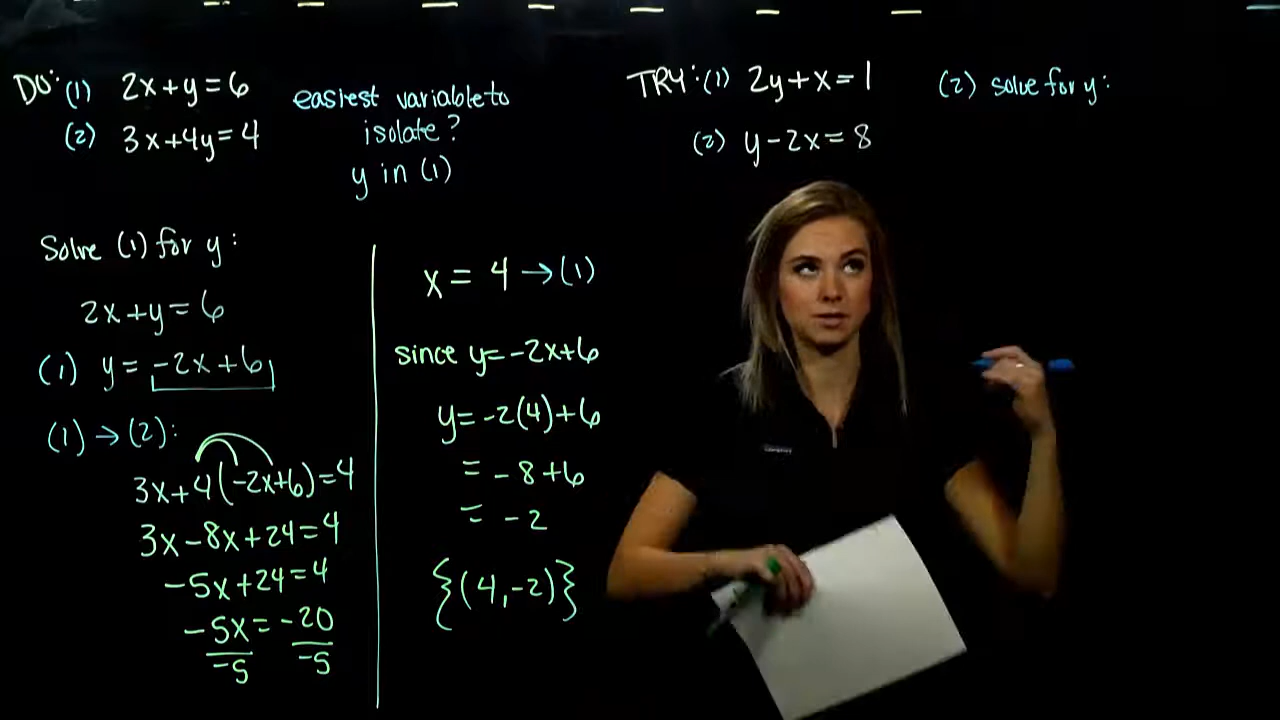 DO: (1) 2x+y=6
(2) 3x+4y=4
easiest variable to
isolate?
y in (1)
Solve (1) for y:
2x+y=6
(1) y=-2x+6
(1)→(2):
3x+4(-2x+6)=4
3x-8x+24=4
-5x+24=4
-5x=-20
-5 -5
x=4→(1)
since y=-2x+6
y=-2(4)+6
=-8+6
=-2
{(4,-2)}
TRY: (1) 2y+x=1
(2) y-2x=8
(2) solve for y: